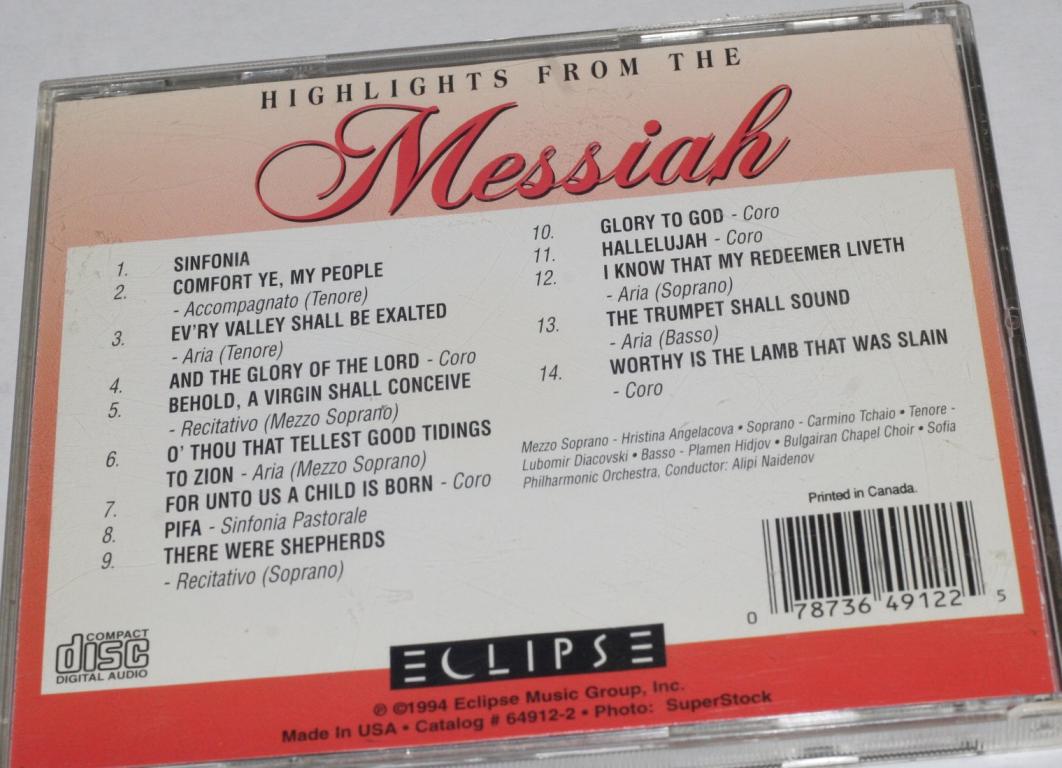 HIGHLIGHTS FROM THE
Messiah
1. SINFONIA
2. COMFORT YE, MY PEOPLE
- Accompagnato (Tenore)
3. EV'RY VALLEY SHALL BE EXALTED
- Aria (Tenore)
4. AND THE GLORY OF THE LORD - Coro
5. BEHOLD, A VIRGIN SHALL CONCEIVE
- Recitativo (Mezzo Soprano)
6. O' THOU THAT TELLEST GOOD TIDINGS
TO ZION - Aria (Mezzo Soprano)
7. FOR UNTO US A CHILD IS BORN - Coro
8. PIFA - Sinfonia Pastorale
9. THERE WERE SHEPHERDS
- Recitativo (Soprano)
10. GLORY TO GOD - Coro
11. HALLELUJAH - Coro
12. I KNOW THAT MY REDEEMER LIVETH
- Aria (Soprano)
13. THE TRUMPET SHALL SOUND
- Aria (Basso)
14. WORTHY IS THE LAMB THAT WAS SLAIN
- Coro
Mezzo Soprano - Hristina Angelacova • Soprano - Carmino Tchaio • Tenore -
Lubomir Diacovski • Basso - Plamen Hidjov • Bulgairan Chapel Choir • Sofia
Philharmonic Orchestra, Conductor: Alipi Naidenov
Printed in Canada.
0 78736 49122 5
COMPACT
disc
DIGITAL AUDIO
ECLIPSE
℗ ©1994 Eclipse Music Group, Inc.
Made In USA • Catalog # 64912-2 • Photo: SuperStock